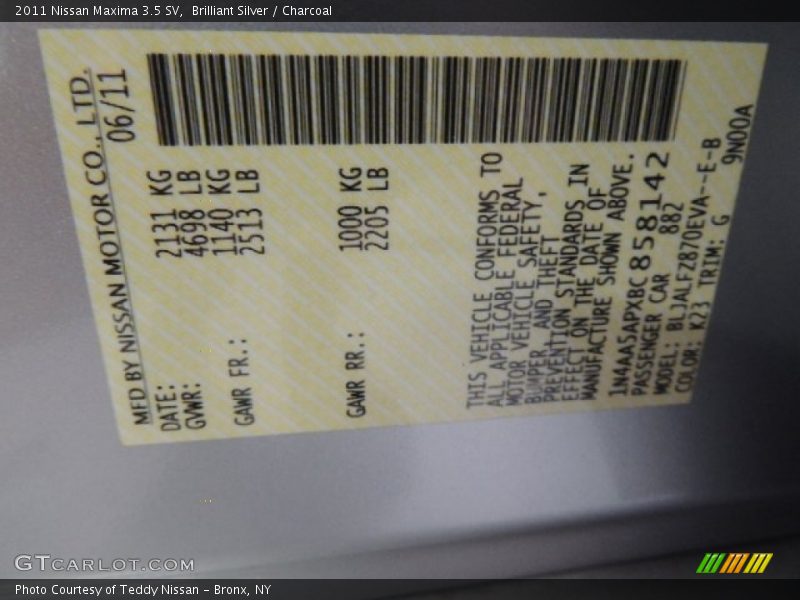 2011 Nissan Maxima 3.5 SV, Brilliant Silver / Charcoal
MFD BY NISSAN MOTOR CO., LTD.
DATE: 06/11
GVWR: 2131 KG
4698 LB
GAWR FR.: 1140 KG
2513 LB
GAWR RR.: 1000 KG
2205 LB
THIS VEHICLE CONFORMS TO
ALL APPLICABLE FEDERAL
MOTOR VEHICLE SAFETY,
BUMPER, AND THEFT
PREVENTION STANDARDS IN
EFFECT ON THE DATE OF
MANUFACTURE SHOWN ABOVE.
1N4AA5APXBC858142
PASSENGER CAR 882
MODEL: BLJALFZ870EVA--E-B
COLOR: K23 TRIM: G 9N00A
GTCARLOT.COM
Photo Courtesy of Teddy Nissan – Bronx, NY